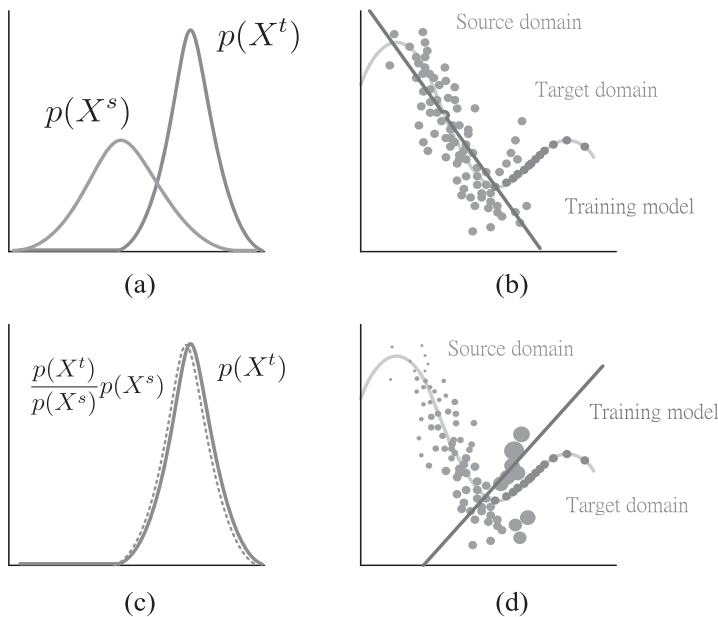 p(X^t)
p(X^s)
(a)
Source domain
Target domain
Training model
(b)
p(X^t)/p(X^s) p(X^s)
p(X^t)
(c)
Source domain
Training model
Target domain
(d)